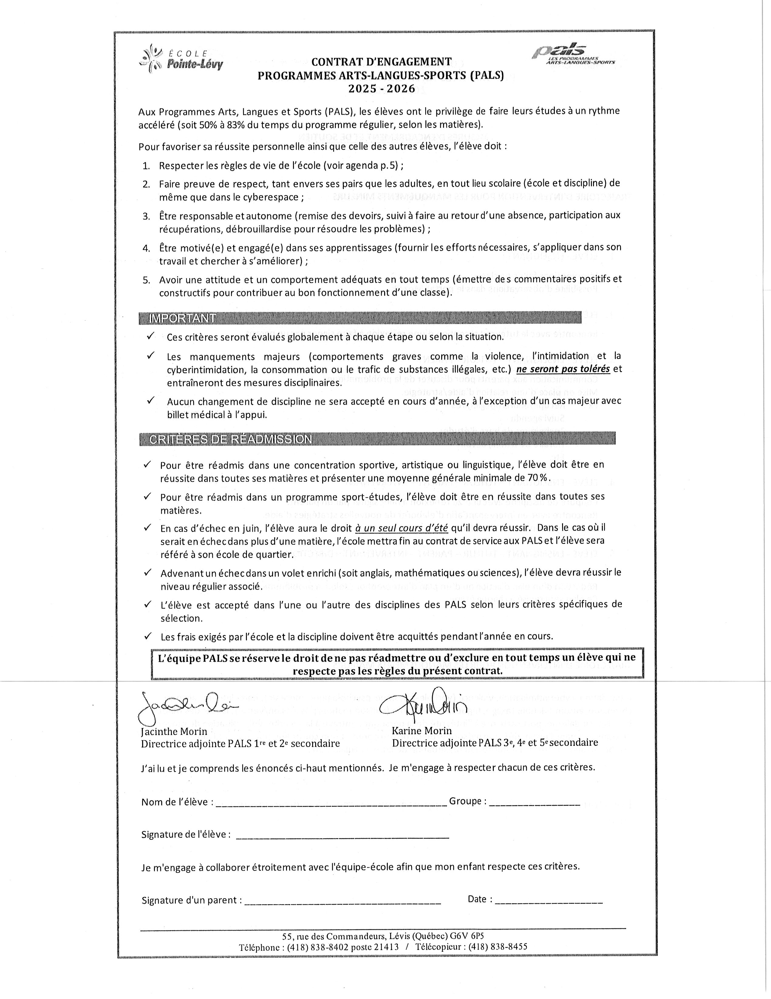 ÉCOLE
Pointe-Lévy
pals
LES PROGRAMMES
ARTS-LANGUES-SPORTS
CONTRAT D'ENGAGEMENT
PROGRAMMES ARTS-LANGUES-SPORTS (PALS)
2025 - 2026
Aux Programmes Arts, Langues et Sports (PALS), les élèves ont le privilège de faire leurs études à un rythme
accéléré (soit 50% à 83% du temps du programme régulier, selon les matières).
Pour favoriser sa réussite personnelle ainsi que celle des autres élèves, l'élève doit :
1. Respecter les règles de vie de l'école (voir agenda p.5) ;
2. Faire preuve de respect, tant envers ses pairs que les adultes, en tout lieu scolaire (école et discipline) de
même que dans le cyberespace ;
3. Être responsable et autonome (remise des devoirs, suivi à faire au retour d'une absence, participation aux
récupérations, débrouillardise pour résoudre les problèmes) ;
4. Être motivé(e) et engagé(e) dans ses apprentissages (fournir les efforts nécessaires, s'appliquer dans son
travail et chercher à s'améliorer) ;
5. Avoir une attitude et un comportement adéquats en tout temps (émettre des commentaires positifs et
constructifs pour contribuer au bon fonctionnement d'une classe).
IMPORTANT
✓ Ces critères seront évalués globalement à chaque étape ou selon la situation.
✓ Les manquements majeurs (comportements graves comme la violence, l'intimidation et la
cyberintimidation, la consommation ou le trafic de substances illégales, etc.) ne seront pas tolérés et
entraîneront des mesures disciplinaires.
✓ Aucun changement de discipline ne sera accepté en cours d'année, à l'exception d'un cas majeur avec
billet médical à l'appui.
CRITÈRES DE RÉADMISSION
✓ Pour être réadmis dans une concentration sportive, artistique ou linguistique, l'élève doit être en
réussite dans toutes ses matières et présenter une moyenne générale minimale de 70 %.
✓ Pour être réadmis dans un programme sport-études, l'élève doit être en réussite dans toutes ses
matières.
✓ En cas d'échec en juin, l'élève aura le droit à un seul cours d'été qu'il devra réussir. Dans le cas où il
serait en échec dans plus d'une matière, l'école mettra fin au contrat de service aux PALS et l'élève sera
référé à son école de quartier.
✓ Advenant un échec dans un volet enrichi (soit anglais, mathématiques ou sciences), l'élève devra réussir le
niveau régulier associé.
✓ L'élève est accepté dans l'une ou l'autre des disciplines des PALS selon leurs critères spécifiques de
sélection.
✓ Les frais exigés par l'école et la discipline doivent être acquittés pendant l'année en cours.
L'équipe PALS se réserve le droit de ne pas réadmettre ou d'exclure en tout temps un élève qui ne
respecte pas les règles du présent contrat.
Jacinthe Morin
Directrice adjointe PALS 1re et 2e secondaire
Karine Morin
Directrice adjointe PALS 3e, 4e et 5e secondaire
J'ai lu et je comprends les énoncés ci-haut mentionnés. Je m'engage à respecter chacun de ces critères.
Nom de l'élève : ____________________ Groupe : ____________________
Signature de l'élève : ____________________
Je m'engage à collaborer étroitement avec l'équipe-école afin que mon enfant respecte ces critères.
Signature d'un parent : ____________________ Date : ____________________
55, rue des Commandeurs, Lévis (Québec) G6V 6P5
Téléphone : (418) 838-8402 poste 21413 / Télécopieur : (418) 838-8455